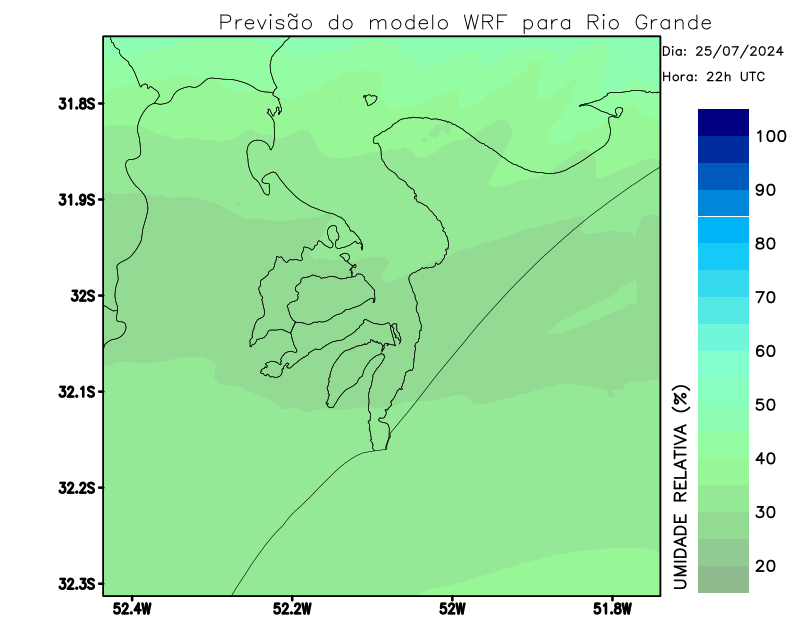 Previsão do modelo WRF para Rio Grande
Dia: 25/07/2024
Hora: 22h UTC
31.8S
31.9S
32S
32.1S
32.2S
32.3S
52.4W
52.2W
52W
51.8W
100
90
80
70
60
50
40
30
20
UMIDADE RELATIVA (%)